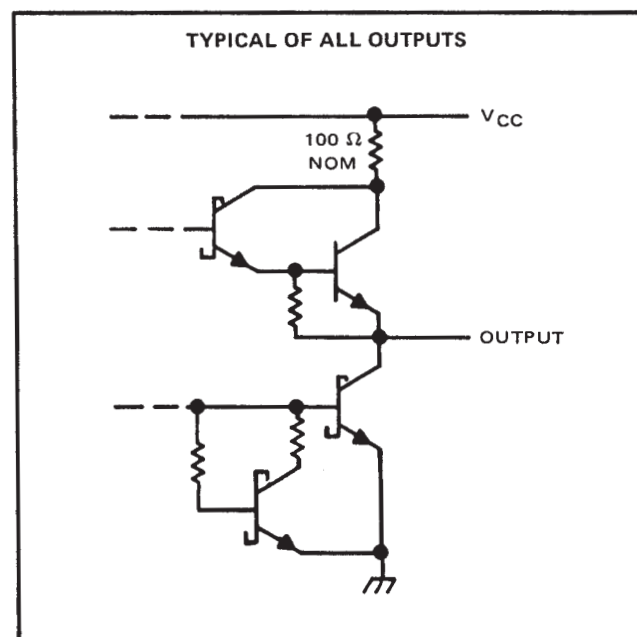 TYPICAL OF ALL OUTPUTS
VCC
100 Ω
NOM
OUTPUT